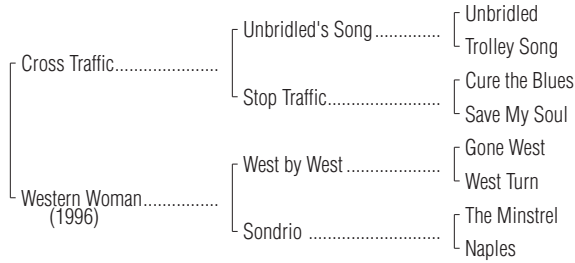 Unbridled
Unbridled's Song..............
Trolley Song
Cross Traffic.....................
Cure the Blues
Stop Traffic.......................
Save My Soul
Gone West
West by West...................
West Turn
Western Woman...............
(1996)
The Minstrel
Sondrio ..........................
Naples